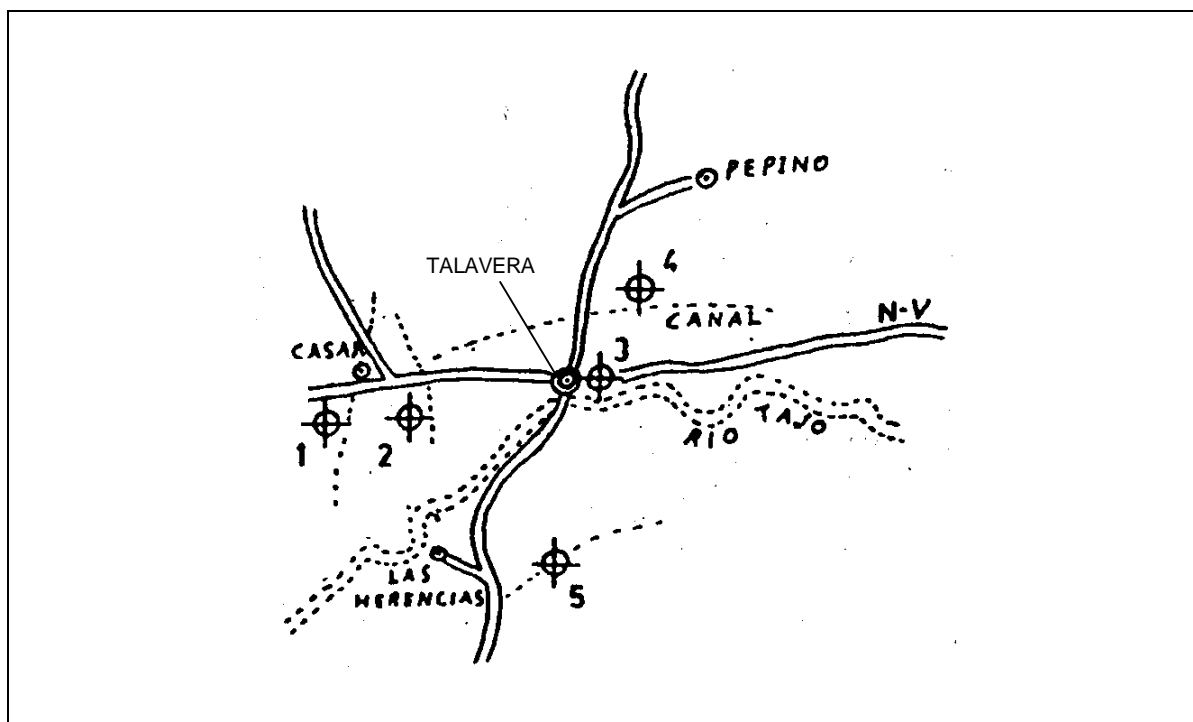 PEPINO
TALAVERA
4
CANAL
N-V
CASAR
3
RIO TAJO
1
2
LAS
HERENCIAS
5